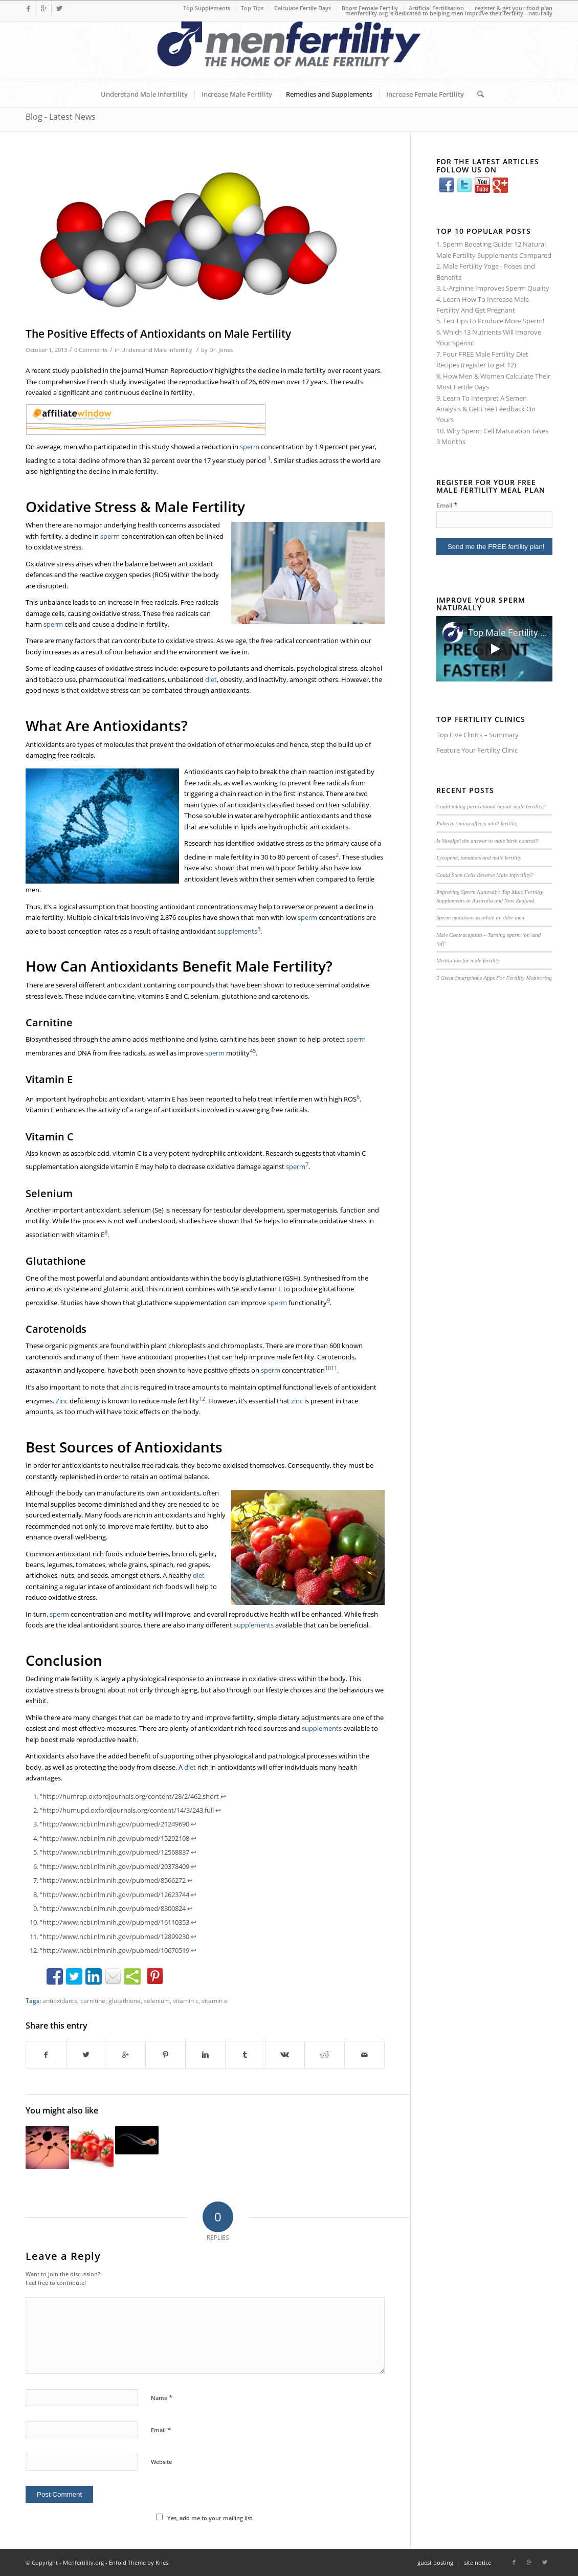 Top Supplements
Top Tips
Calculate Fertile Days
Boost Female Fertiliy
Artificial Fertilisation
register & get your food plan
menfertility.org is dedicated to helping men improve their fertility - naturally
menfertility
THE HOME OF MALE FERTILITY
Understand Male Infertility
Increase Male Fertility
Remedies and Supplements
Increase Female Fertility
Blog - Latest News
The Positive Effects of Antioxidants on Male Fertility
October 1, 2013 / 0 Comments / in Understand Male Infertility / by Dr. Jones
A recent study published in the journal 'Human Reproduction' highlights the decline in male fertility over recent years.
The comprehensive French study investigated the reproductive health of 26, 609 men over 17 years. The results
revealed a significant and continuous decline in fertility.
affiliatewindow
On average, men who participated in this study showed a reduction in sperm concentration by 1.9 percent per year,
leading to a total decline of more than 32 percent over the 17 year study period 1. Similar studies across the world are
also highlighting the decline in male fertility.
Oxidative Stress & Male Fertility
When there are no major underlying health concerns associated
with fertility, a decline in sperm concentration can often be linked
to oxidative stress.
Oxidative stress arises when the balance between antioxidant
defences and the reactive oxygen species (ROS) within the body
are disrupted.
This unbalance leads to an increase in free radicals. Free radicals
damage cells, causing oxidative stress. These free radicals can
harm sperm cells and cause a decline in fertility.
There are many factors that can contribute to oxidative stress. As we age, the free radical concentration within our
body increases as a result of our behavior and the environment we live in.
Some of leading causes of oxidative stress include: exposure to pollutants and chemicals, psychological stress, alcohol
and tobacco use, pharmaceutical medications, unbalanced diet, obesity, and inactivity, amongst others. However, the
good news is that oxidative stress can be combated through antioxidants.
What Are Antioxidants?
Antioxidants are types of molecules that prevent the oxidation of other molecules and hence, stop the build up of
damaging free radicals.
Antioxidants can help to break the chain reaction instigated by
free radicals, as well as working to prevent free radicals from
triggering a chain reaction in the first instance. There are two
main types of antioxidants classified based on their solubility.
Those soluble in water are hydrophilic antioxidants and those
that are soluble in lipids are hydrophobic antioxidants.
Research has identified oxidative stress as the primary cause of a
decline in male fertility in 30 to 80 percent of cases2. These studies
have also shown that men with poor fertility also have low
antioxidant levels within their semen when compared to fertile
men.
Thus, it's a logical assumption that boosting antioxidant concentrations may help you to reverse, or prevent a decline in
male fertility. Multiple clinical trials involving 2,876 couples have shown that men with low sperm concentrations are
able to boost conception rates as a result of taking antioxidant supplements3.
How Can Antioxidants Benefit Male Fertility?
There are several different antioxidant containing compounds that have been shown to reduce seminal oxidative
stress levels. These include carnitine, vitamins E and C, selenium, glutathione and carotenoids.
Carnitine
Biosynthesised through the amino acids methionine and lysine, carnitine has been shown to help protect sperm
membranes and DNA from free radicals, as well as improve sperm motility45.
Vitamin E
An important hydrophobic antioxidant, vitamin E has been reported to help treat infertile men with high ROS6.
Vitamin E enhances the activity of a range of antioxidants involved in scavenging free radicals.
Vitamin C
Also known as ascorbic acid, vitamin C is a very potent hydrophilic antioxidant. Research suggests that vitamin C
supplementation alongside vitamin E may help to decrease oxidative damage against sperm7.
Selenium
Another important antioxidant, selenium (Se) is necessary for testicular development, spermatogenisis, function and
motility. While the process is not well understood, studies have shown that Se helps to eliminate oxidative stress in
association with vitamin E8.
Glutathione
One of the most powerful and abundant antioxidants within the body is glutathione (GSH). Synthesised from the
amino acids cysteine and glutamic acid, this nutrient combines with Se and vitamin E to produce glutathione
peroxidise. Studies have shown that glutathione supplementation can improve sperm functionality9.
Carotenoids
These organic pigments are found within plant chloroplasts and chromoplasts. There are more than 600 known
carotenoids and many of them have antioxidant properties that can help improve male fertility. Carotenoids,
astaxanthin and lycopene, have both been shown to have positive effects on sperm concentration1011.
It's also important to note that zinc is required in trace amounts to maintain optimal functional levels of antioxidant
enzymes. Zinc deficiency is known to reduce male fertility12. However, it's essential that zinc is present in trace
amounts, as too much will have toxic effects on the body.
Best Sources of Antioxidants
In order for antioxidants to neutralise free radicals, they become oxidised themselves. Consequently, they must be
constantly replenished in order to retain an optimal balance.
Although the body can manufacture its own antioxidants, often
internal supplies become diminished and they are needed to be
sourced externally. Many foods are rich in antioxidants and highly
recommended not only to improve male fertility, but to also
enhance overall well-being.
Common antioxidant rich foods include berries, broccoli, garlic,
beans, legumes, tomatoes, whole grains, spinach, red grapes,
artichokes, nuts, and seeds, amongst others. A healthy diet
containing a regular intake of antioxidant rich foods will help to
reduce oxidative stress.
In turn, sperm concentration and motility will improve, and overall reproductive health will be enhanced. While fresh
foods are the ideal antioxidant source, there are also many different supplements available that can be beneficial.
Conclusion
Declining male fertility is largely a physiological response to an increase in oxidative stress within the body. This
oxidative stress is brought about not only through aging, but also through our lifestyle choices and the behaviours we
exhibit.
While there are many changes that can be made to try and improve fertility, simple dietary adjustments are one of the
easiest and most effective measures. There are plenty of antioxidant rich food sources and supplements available to
help boost male reproductive health.
Antioxidants also have the added benefit of supporting other physiological and pathological processes within the
body, as well as protecting the body from disease. A diet rich in antioxidants will offer individuals many health
advantages.
1. "http://humrep.oxfordjournals.org/content/28/2/462.short ↩
2. "http://humupd.oxfordjournals.org/content/14/3/243.full ↩
3. "http://www.ncbi.nlm.nih.gov/pubmed/21249690 ↩
4. "http://www.ncbi.nlm.nih.gov/pubmed/15292108 ↩
5. "http://www.ncbi.nlm.nih.gov/pubmed/12568837 ↩
6. "http://www.ncbi.nlm.nih.gov/pubmed/20378409 ↩
7. "http://www.ncbi.nlm.nih.gov/pubmed/8566272 ↩
8. "http://www.ncbi.nlm.nih.gov/pubmed/12623744 ↩
9. "http://www.ncbi.nlm.nih.gov/pubmed/8300824 ↩
10. "http://www.ncbi.nlm.nih.gov/pubmed/16110353 ↩
11. "http://www.ncbi.nlm.nih.gov/pubmed/12899230 ↩
12. "http://www.ncbi.nlm.nih.gov/pubmed/10670519 ↩
Tags: antioxidants, carnitine, glutathione, selenium, vitamin c, vitamin e
Share this entry
You might also like
0
REPLIES
Leave a Reply
Want to join the discussion?
Feel free to contribute!
Name *
Email *
Website
Post Comment
Yes, add me to your mailing list.
FOR THE LATEST ARTICLES
FOLLOW US ON
You Tube
TOP 10 POPULAR POSTS
1. Sperm Boosting Guide: 12 Natural
Male Fertility Supplements Compared
2. Male Fertility Yoga - Poses and
Benefits
3. L-Arginine Improves Sperm Quality
4. Learn How To Increase Male
Fertility And Get Pregnant
5. Ten Tips to Produce More Sperm!
6. Which 13 Nutrients Will Improve
Your Sperm!
7. Four FREE Male Fertility Diet
Recipes (register to get 12)
8. How Men & Women Calculate Their
Most Fertile Days
9. Learn To Interpret A Semen
Analysis & Get Free Feedback On
Yours
10. Why Sperm Cell Maturation Takes
3 Months
REGISTER FOR YOUR FREE
MALE FERTILITY MEAL PLAN
Email *
Send me the FREE fertility plan!
IMPROVE YOUR SPERM
NATURALLY
Top Male Fertility ...
GET PREGNANT
FASTER!
TOP FERTILITY CLINICS
Top Five Clinics – Summary
Feature Your Fertility Clinic
RECENT POSTS
Could taking paracetamol impair male fertility?
Puberty timing affects adult fertility
Is Vasalgel the answer to male birth control?
Lycopene, tomatoes and male fertility
Could Stem Cells Reverse Male Infertility?
Improving Sperm Naturally: Top Male Fertility
Supplements in Australia and New Zealand
Sperm mutations escalate in older men
Male Contraception – Turning sperm 'on' and
'off'
Meditation for male fertility
5 Great Smartphone Apps For Fertility Monitoring
© Copyright - Menfertility.org - Enfold Theme by Kriesi
guest posting
site notice